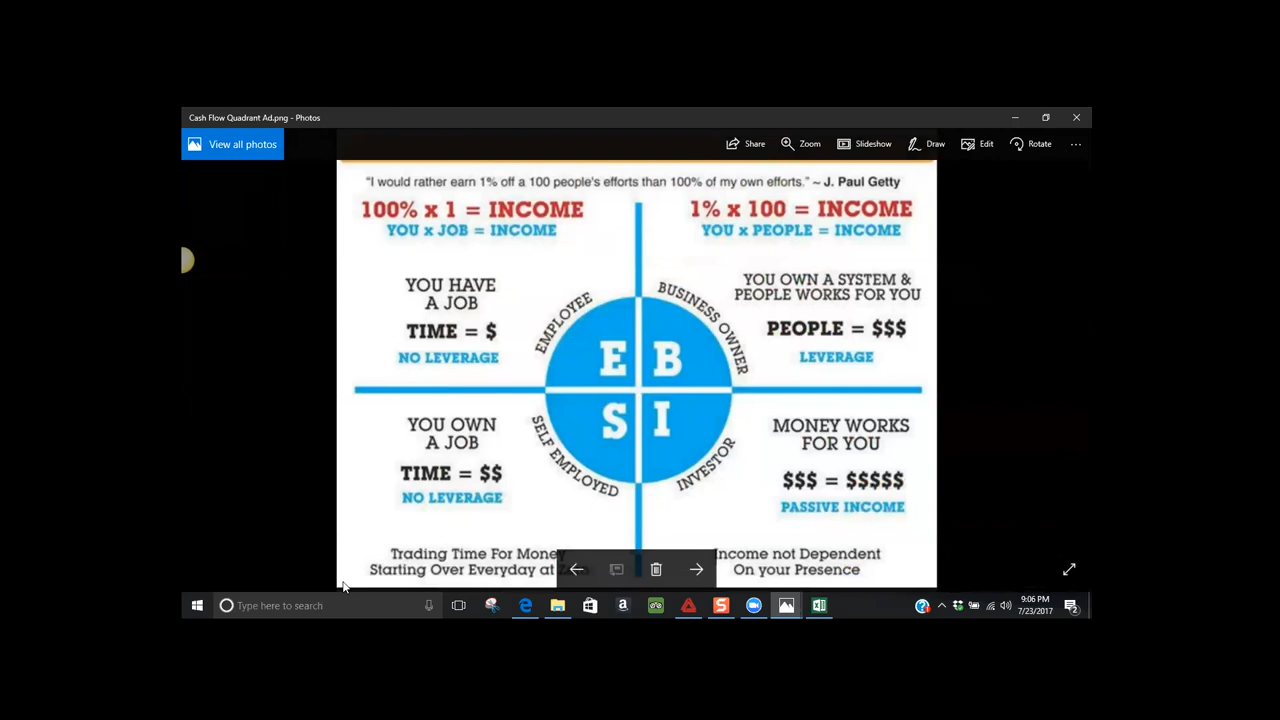 Cash Flow Quadrant Ad.png - Photos
View all photos
Share
Zoom
Slideshow
Draw
Edit
Rotate
"I would rather earn 1% off a 100 people's efforts than 100% of my own efforts." ~ J. Paul Getty
100% x 1 = INCOME
YOU x JOB = INCOME
1% x 100 = INCOME
YOU x PEOPLE = INCOME
YOU HAVE
A JOB
TIME = $
NO LEVERAGE
EMPLOYEE
BUSINESS OWNER
YOU OWN A SYSTEM &
PEOPLE WORKS FOR YOU
PEOPLE = $$$
LEVERAGE
E B
S I
YOU OWN
A JOB
TIME = $$
NO LEVERAGE
SELF EMPLOYED
INVESTOR
MONEY WORKS
FOR YOU
$$$ = $$$$$
PASSIVE INCOME
Trading Time For Money
Starting Over Everyday at
Income not Dependent
On your Presence
Type here to search
9:06 PM
7/23/2017